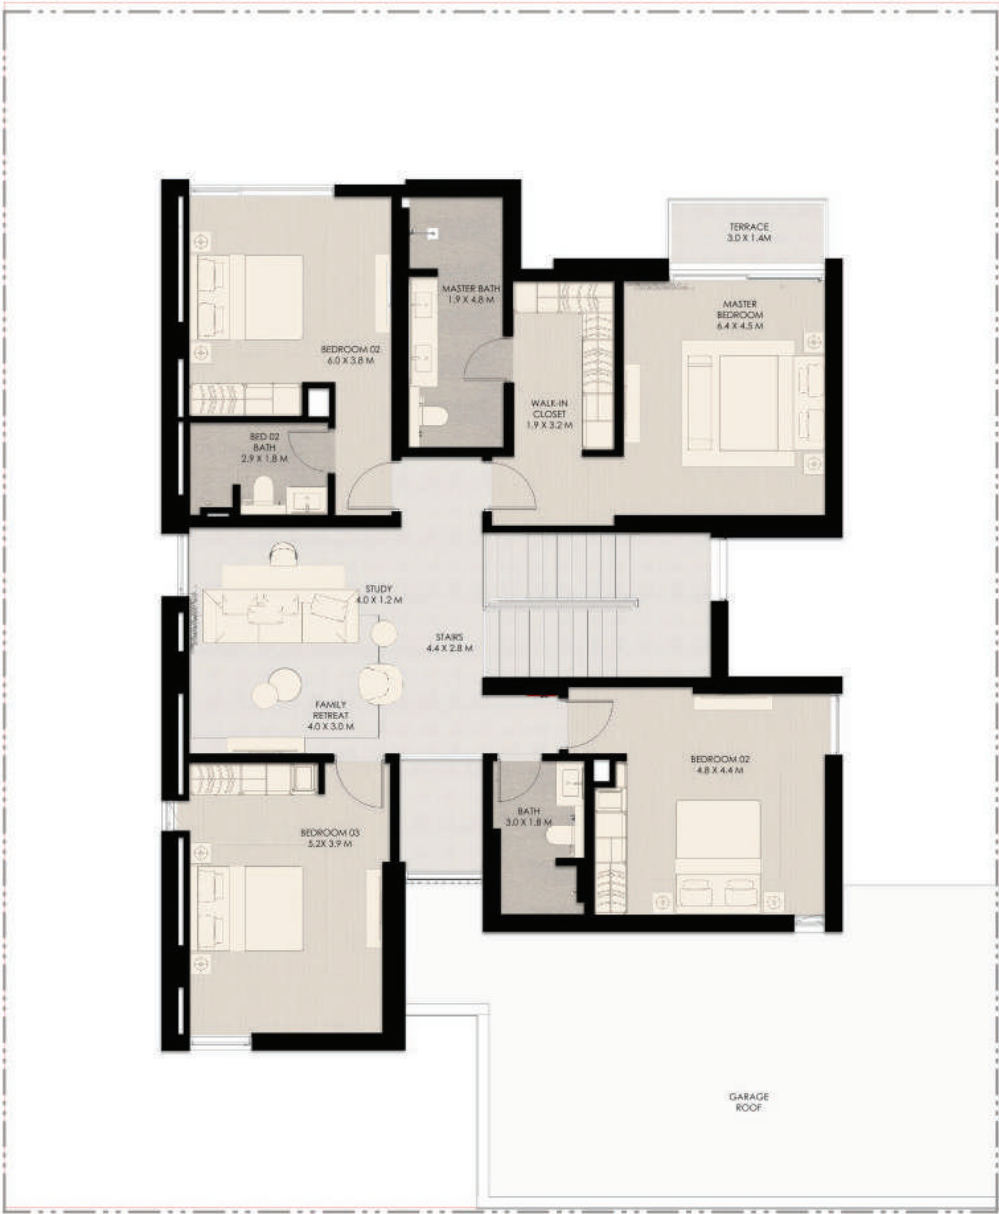 TERRACE
3.0 X 1.4M
MASTER BATH
1.9 X 4.8 M
MASTER
BEDROOM
6.4 X 4.5 M
BEDROOM 02
6.0 X 3.8 M
WALK-IN
CLOSET
1.9 X 3.2 M
BED 02
BATH
2.9 X 1.8 M
STUDY
4.0 X 1.2 M
STAIRS
4.4 X 2.8 M
FAMILY
RETREAT
4.0 X 3.0 M
BEDROOM 02
4.8 X 4.4 M
BATH
3.0 X 1.8 M
BEDROOM 03
5.2X 3.9 M
GARAGE
ROOF